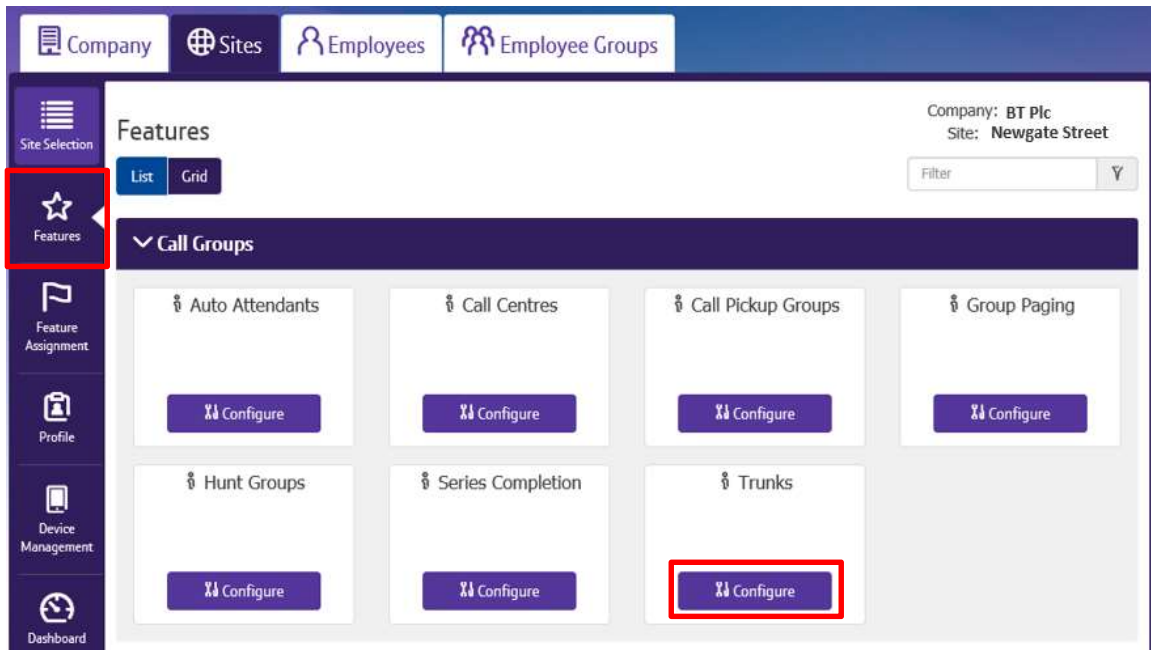 Company
Sites
Employees
Employee Groups
Site Selection
Features
Feature
Assignment
Profile
Device
Management
Dashboard
Features
Company: BT Plc
Site: Newgate Street
List
Grid
Filter
Call Groups
Auto Attendants
Call Centres
Call Pickup Groups
Group Paging
Configure
Configure
Configure
Configure
Hunt Groups
Series Completion
Trunks
Configure
Configure
Configure